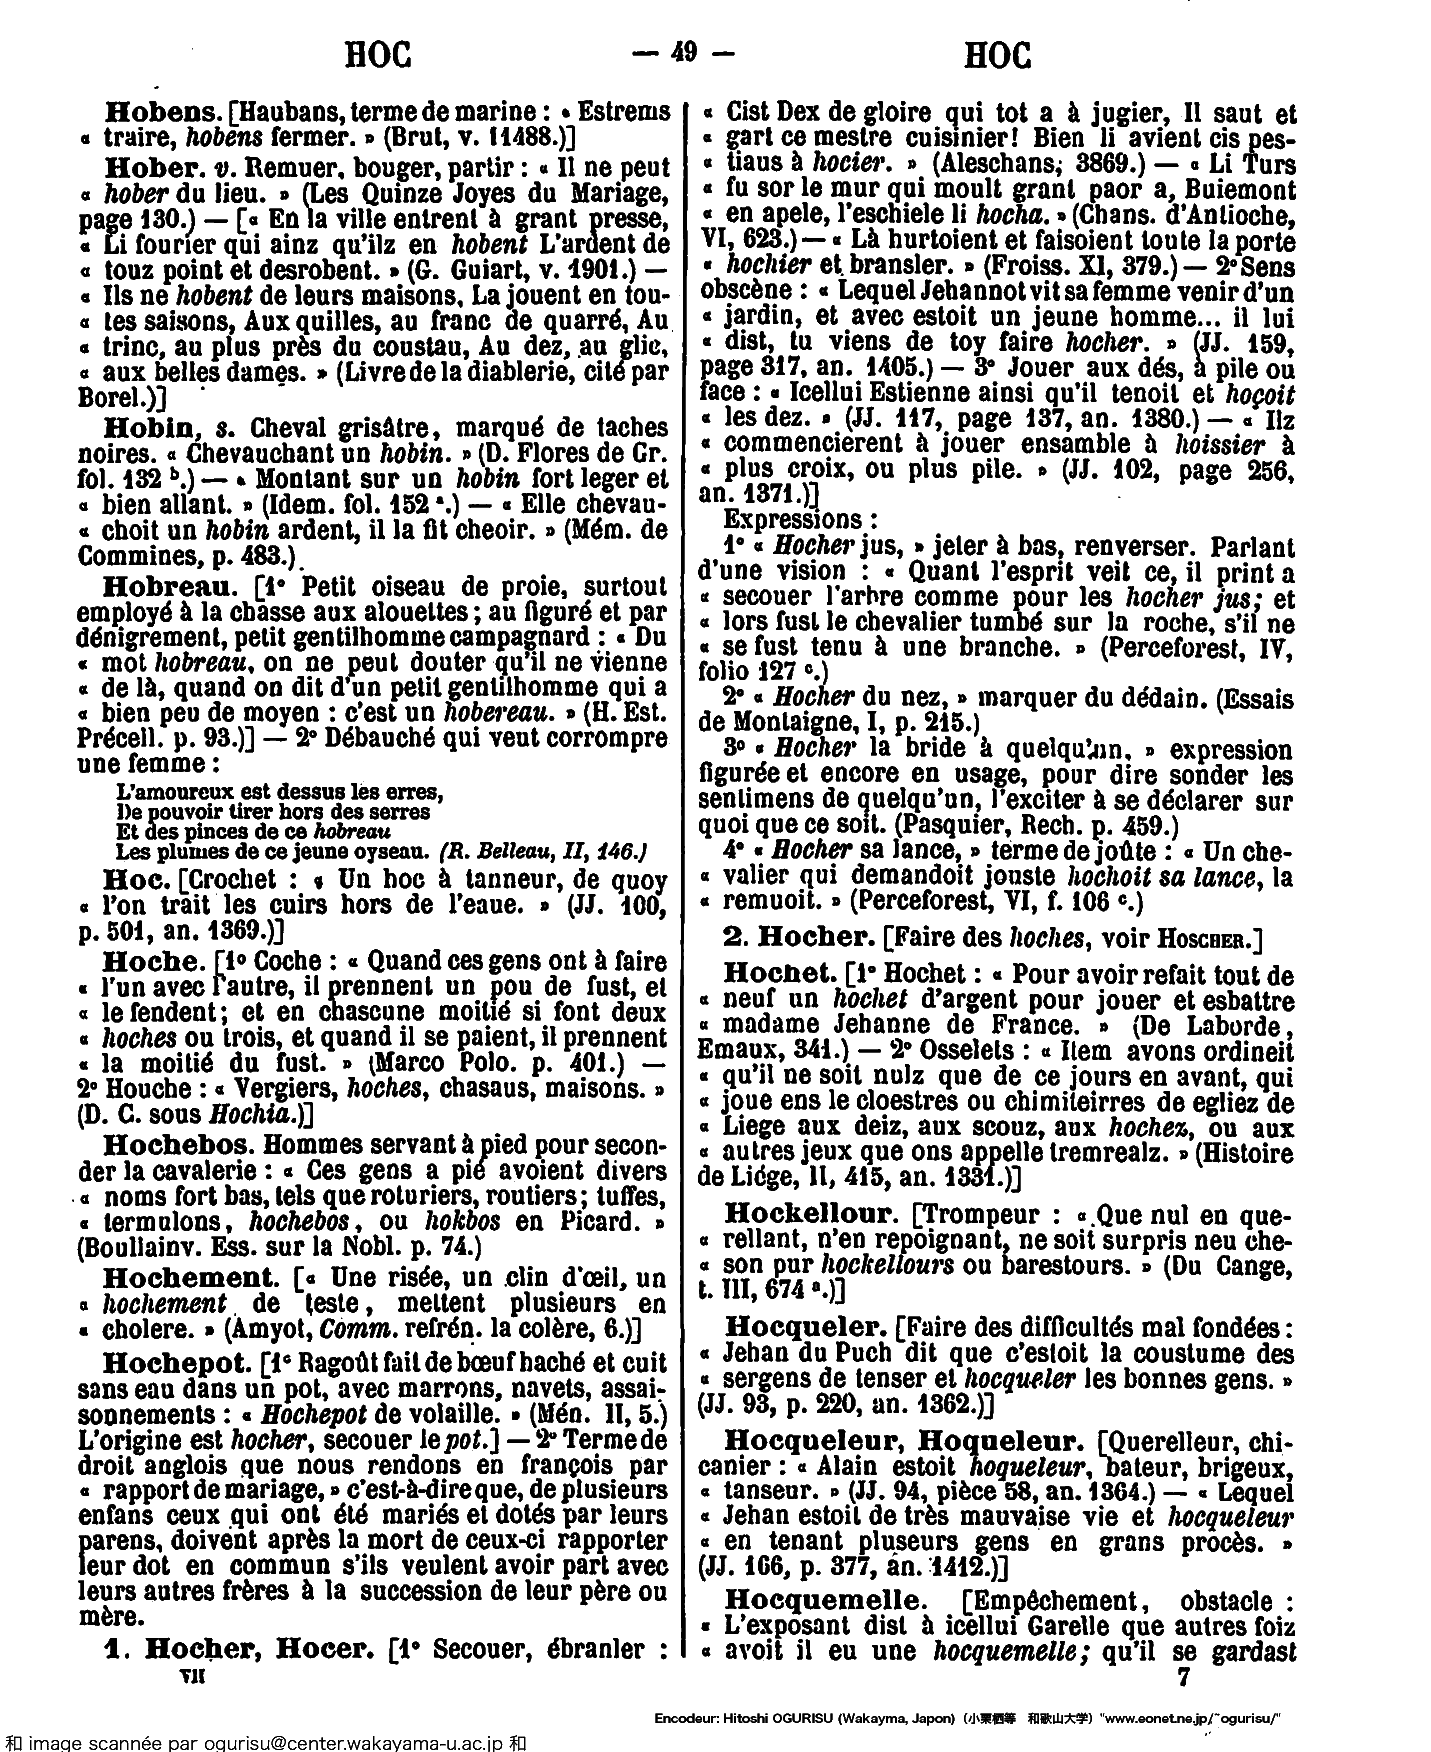 HOC — 49 — HOC
Hobens. [Haubans, terme de marine : « Estrems
« traire, hobens fermer. » (Brut, v. 11488.)]
Hober. v. Remuer, bouger, partir : « Il ne peut
« hober du lieu. » (Les Quinze Joyes du Mariage,
page 130.) — [« En la ville entrent à grant presse,
« Li fourier qui ainz qu'ilz en hobent L'ardent de
« touz point et desrobent. » (G. Guiart, v. 1901.) —
« Ils ne hobent de leurs maisons, La jouent en tou-
« tes saisons, Aux quilles, au franc de quarré, Au
« trinc, au plus près du coustau, Au dez, au glic,
« aux belles dames. » (Livre de la diablerie, cité par
Borel.)]
Hobin, s. Cheval grisâtre, marqué de taches
noires. « Chevauchant un hobin. » (D. Flores de Gr.
fol. 132 b.) — « Montant sur un hobin fort leger et
« bien allant. » (Idem. fol. 152 a.) — « Elle chevau-
« choit un hobin ardent, il la fit cheoir. » (Mém. de
Commines, p. 483.)
Hobreau. [1° Petit oiseau de proie, surtout
employé à la chasse aux alouettes ; au figuré et par
dénigrement, petit gentilhomme campagnard : « Du
« mot hobreau, on ne peut douter qu'il ne vienne
« de là, quand on dit d'un petit gentilhomme qui a
« bien peu de moyen : c'est un hobereau. » (H. Est.
Précell. p. 93.)] — 2° Débauché qui veut corrompre
une femme :
L'amoureux est dessus les erres,
De pouvoir tirer hors des serres
Et des pinces de ce hobreau
Les plumes de ce jeune oyseau. (R. Belleau, II, 146.)
Hoc. [Crochet : « Un hoc à tanneur, de quoy
« l'on trait les cuirs hors de l'eaue. » (JJ. 100,
p. 501, an. 1369.)]
Hoche. [1° Coche : « Quand ces gens ont à faire
« l'un avec l'autre, il prennent un pou de fust, et
« le fendent ; et en chascune moitié si font deux
« hoches ou trois, et quand il se paient, il prennent
« la moitié du fust. » (Marco Polo. p. 401.) —
2° Houche : « Vergiers, hoches, chasaus, maisons. »
(D. C. sous Hochia.)]
Hochebos. Hommes servant à pied pour secon-
der la cavalerie : « Ces gens a pié avoient divers
« noms fort bas, tels que roturiers, routiers ; tuffes,
« termulons, hochebos, ou hokbos en Picard. »
(Boullainv. Ess. sur la Nobl. p. 74.)
Hochement. [« Une risée, un clin d'œil, un
« hochement de teste, mettent plusieurs en
« cholere. » (Amyot, Comm. refrén. la colère, 6.)]
Hochepot. [1° Ragoût fait de bœuf haché et cuit
sans eau dans un pot, avec marrons, navets, assai-
sonnements : « Hochepot de volaille. » (Mén. II, 5.)
L'origine est hocher, secouer le pot.] — 2° Terme de
droit anglois que nous rendons en françois par
« rapport de mariage, » c'est-à-dire que, de plusieurs
enfans ceux qui ont été mariés et dotés par leurs
parens, doivent après la mort de ceux-ci rapporter
leur dot en commun s'ils veulent avoir part avec
leurs autres frères à la succession de leur père ou
mère.
1. Hocher, Hocer. [1° Secouer, ébranler :
VII
« Cist Dex de gloire qui tot a à jugier, Il saut et
« gart ce mestre cuisinier ! Bien li avient cis pes-
« tiaus à hocier. » (Aleschans, 3869.) — « Li Turs
« fu sor le mur qui moult grant paor a, Buiemont
« en apele, l'eschiele li hocha. » (Chans. d'Antioche,
VI, 623.) — « Là hurtoient et faisoient toute la porte
« hochier et bransler. » (Froiss. XI, 379.) — 2° Sens
obscène : « Lequel Jehannot vit sa femme venir d'un
« jardin, et avec estoit un jeune homme... il lui
« dist, tu viens de toy faire hocher. » (JJ. 159,
page 317, an. 1405.) — 3° Jouer aux dés, à pile ou
face : « Icellui Estienne ainsi qu'il tenoit et hoçoit
« les dez. » (JJ. 117, page 137, an. 1380.) — « Ilz
« commencierent à jouer ensamble à hoissier à
« plus croix, ou plus pile. » (JJ. 102, page 256,
an. 1371.)]
Expressions :
1° « Hocher jus, » jeter à bas, renverser. Parlant
d'une vision : « Quant l'esprit veit ce, il print a
« secouer l'arbre comme pour les hocher jus ; et
« lors fust le chevalier tumbé sur la roche, s'il ne
« se fust tenu à une branche. » (Perceforest, IV,
folio 127 c.)
2° « Hocher du nez, » marquer du dédain. (Essais
de Montaigne, I, p. 215.)
3° « Hocher la bride à quelqu'un, » expression
figurée et encore en usage, pour dire sonder les
sentimens de quelqu'un, l'exciter à se déclarer sur
quoi que ce soit. (Pasquier, Rech. p. 459.)
4° « Hocher sa lance, » terme de joûte : « Un che-
« valier qui demandoit jouste hochoit sa lance, la
« remuoit. » (Perceforest, VI, f. 106 c.)
2. Hocher. [Faire des hoches, voir HOSCHER.]
Hochet. [1° Hochet : « Pour avoir refait tout de
« neuf un hochet d'argent pour jouer et esbattre
« madame Jehanne de France. » (De Laborde,
Emaux, 341.) — 2° Osselets : « Item avons ordineit
« qu'il ne soit nulz que de ce jours en avant, qui
« joue ens le cloestres ou chimiteirres de egliez de
« Liege aux deiz, aux scouz, aux hochez, ou aux
« autres jeux que ons appelle tremrealz. » (Histoire
de Liége, II, 415, an. 1331.)]
Hockellour. [Trompeur : « Que nul en que-
« rellant, n'en repoignant, ne soit surpris neu che-
« son pur hockellours ou barestours. » (Du Cange,
t. III, 674 a.)]
Hocqueler. [Faire des difficultés mal fondées :
« Jehan du Puch dit que c'estoit la coustume des
« sergens de tenser et hocqueler les bonnes gens. »
(JJ. 93, p. 220, an. 1362.)]
Hocqueleur, Hoqueleur. [Querelleur, chi-
canier : « Alain estoit hoqueleur, bateur, brigeux,
« tanseur. » (JJ. 94, pièce 58, an. 1364.) — « Lequel
« Jehan estoit de très mauvaise vie et hocqueleur
« en tenant pluseurs gens en grans procès. »
(JJ. 166, p. 377, an. 1412.)]
Hocquemelle. [Empêchement, obstacle :
« L'exposant dist à icellui Garelle que autres foiz
« avoit il eu une hocquemelle ; qu'il se gardast
7
Encodeur: Hitoshi OGURISU (Wakayma, Japon) (小栗栖等 和歌山大学) "www.eonet.ne.jp/~ogurisu/"
和 image scannée par ogurisu@center.wakayama-u.ac.jp 和